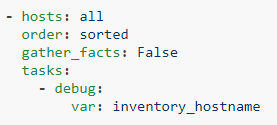 - hosts: all
  order: sorted
  gather_facts: False
  tasks:
    - debug:
        var: inventory_hostname